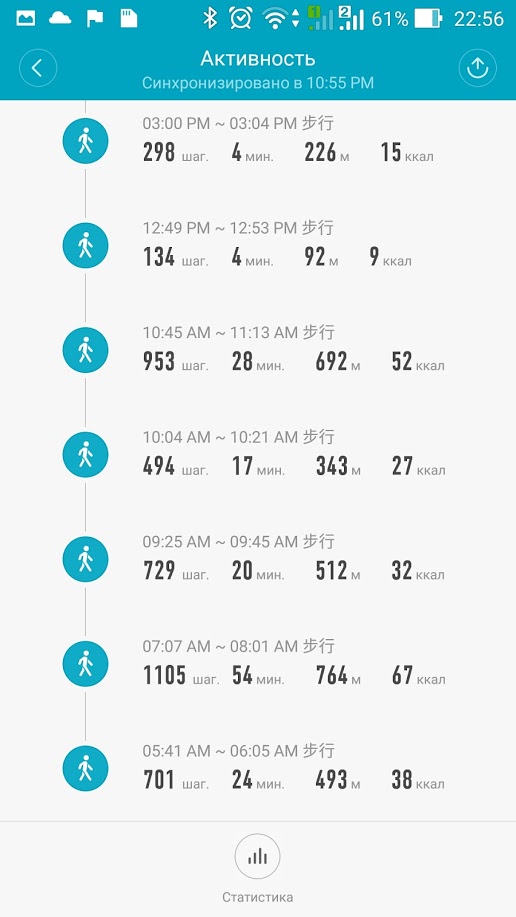 1 2 61% 22:56
Активность
Синхронизировано в 10:55 PM
03:00 PM ~ 03:04 PM 步行
298 шаг. 4 мин. 226 м 15 ккал
12:49 PM ~ 12:53 PM 步行
134 шаг. 4 мин. 92 м 9 ккал
10:45 AM ~ 11:13 AM 步行
953 шаг. 28 мин. 692 м 52 ккал
10:04 AM ~ 10:21 AM 步行
494 шаг. 17 мин. 343 м 27 ккал
09:25 AM ~ 09:45 AM 步行
729 шаг. 20 мин. 512 м 32 ккал
07:07 AM ~ 08:01 AM 步行
1105 шаг. 54 мин. 764 м 67 ккал
05:41 AM ~ 06:05 AM 步行
701 шаг. 24 мин. 493 м 38 ккал
Статистика